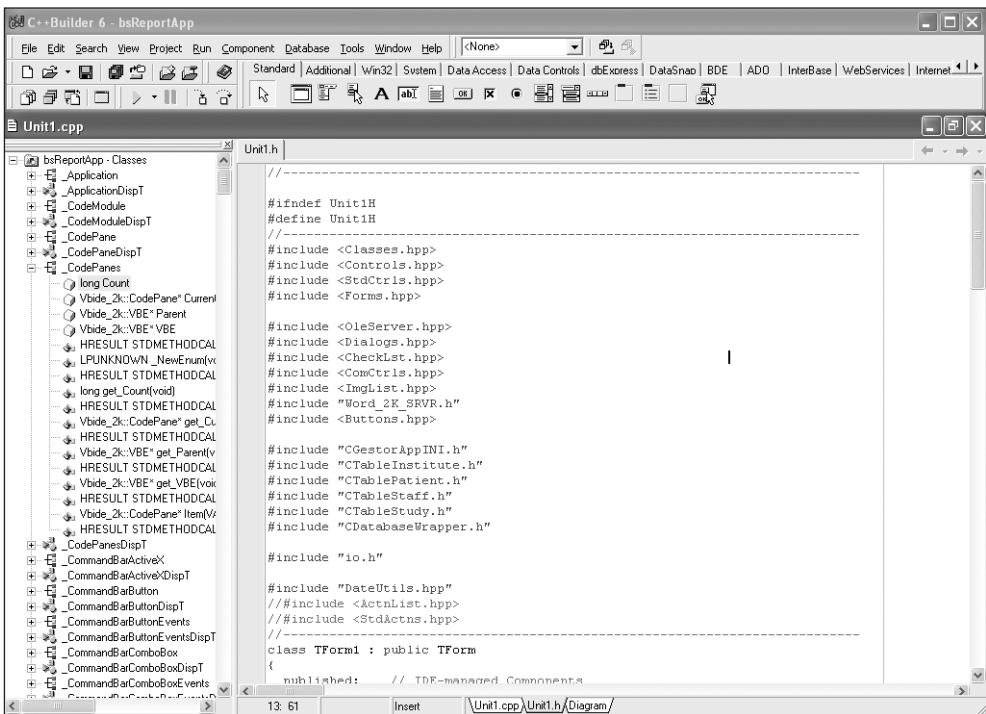 C++Builder 6 - bsReportApp
File Edit Search View Project Run Component Database Tools Window Help <None>
Standard Additional Win32 System Data Access Data Controls dbExpress DataSnap BDE ADO InterBase WebServices Internet
Unit1.cpp
bsReportApp - Classes
_Application
_ApplicationDispT
_CodeModule
_CodeModuleDispT
_CodePane
_CodePaneDispT
_CodePanes
long Count
Vbide_2k::CodePane* Current
Vbide_2k::VBE* Parent
Vbide_2k::VBE* VBE
HRESULT STDMETHODCAL
LPUNKNOWN _NewEnum(vo
HRESULT STDMETHODCAL
long get_Count(void)
HRESULT STDMETHODCAL
Vbide_2k::CodePane* get_Cu
HRESULT STDMETHODCAL
Vbide_2k::VBE* get_Parent(v
HRESULT STDMETHODCAL
Vbide_2k::VBE* get_VBE(void
HRESULT STDMETHODCAL
Vbide_2k::CodePane* Item(VA
HRESULT STDMETHODCAL
_CodePanesDispT
_CommandBarActiveX
_CommandBarActiveXDispT
_CommandBarButton
_CommandBarButtonDispT
_CommandBarButtonEvents
_CommandBarButtonEventsDispT
_CommandBarComboBox
_CommandBarComboBoxDispT
_CommandBarComboBoxEvents
Unit1.h
//---------------------------------------------------------------------------
#ifndef Unit1H
#define Unit1H
//---------------------------------------------------------------------------
#include <Classes.hpp>
#include <Controls.hpp>
#include <StdCtrls.hpp>
#include <Forms.hpp>
#include <OleServer.hpp>
#include <Dialogs.hpp>
#include <CheckLst.hpp>
#include <ComCtrls.hpp>
#include <ImgList.hpp>
#include "Word_2K_SRVR.h"
#include <Buttons.hpp>
#include "CGestorAppINI.h"
#include "CTableInstitute.h"
#include "CTablePatient.h"
#include "CTableStaff.h"
#include "CTableStudy.h"
#include "CDatabaseWrapper.h"
#include "io.h"
#include "DateUtils.hpp"
//#include <ActnList.hpp>
//#include <StdActns.hpp>
//---------------------------------------------------------------------------
class TForm1 : public TForm
{
published: // IDE-managed Components
13: 61 Insert Unit1.cpp Unit1.h Diagram